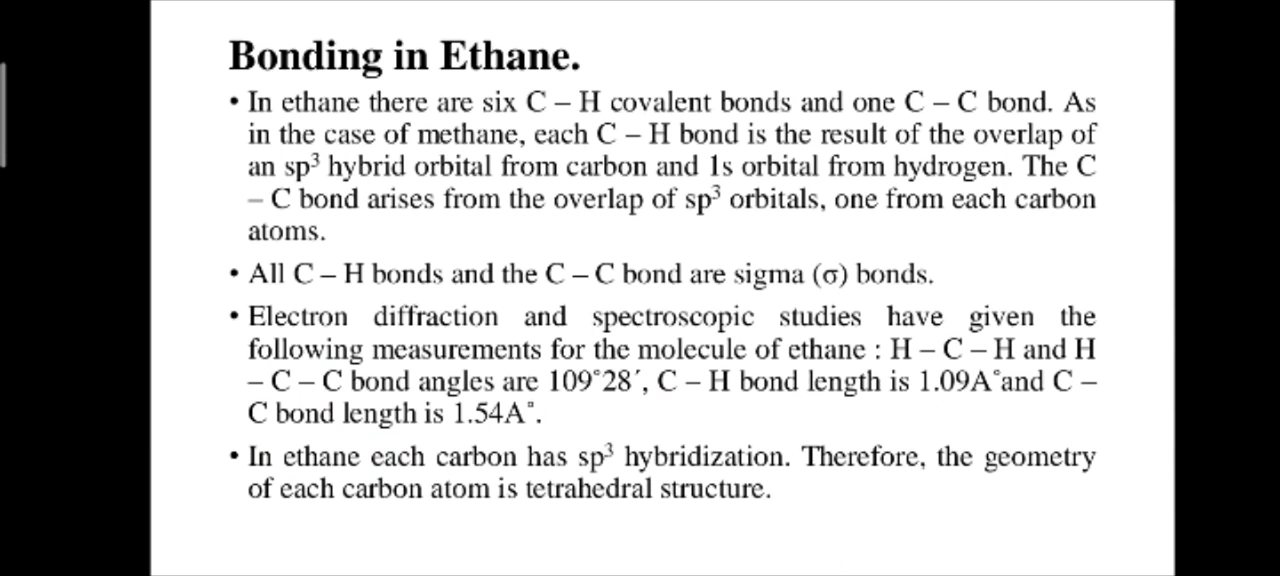 Bonding in Ethane.
• In ethane there are six C – H covalent bonds and one C – C bond. As
in the case of methane, each C – H bond is the result of the overlap of
an sp³ hybrid orbital from carbon and 1s orbital from hydrogen. The C
– C bond arises from the overlap of sp³ orbitals, one from each carbon
atoms.
• All C – H bonds and the C – C bond are sigma (σ) bonds.
• Electron diffraction and spectroscopic studies have given the
following measurements for the molecule of ethane : H – C – H and H
– C – C bond angles are 109°28´, C – H bond length is 1.09A°and C –
C bond length is 1.54A°.
• In ethane each carbon has sp³ hybridization. Therefore, the geometry
of each carbon atom is tetrahedral structure.